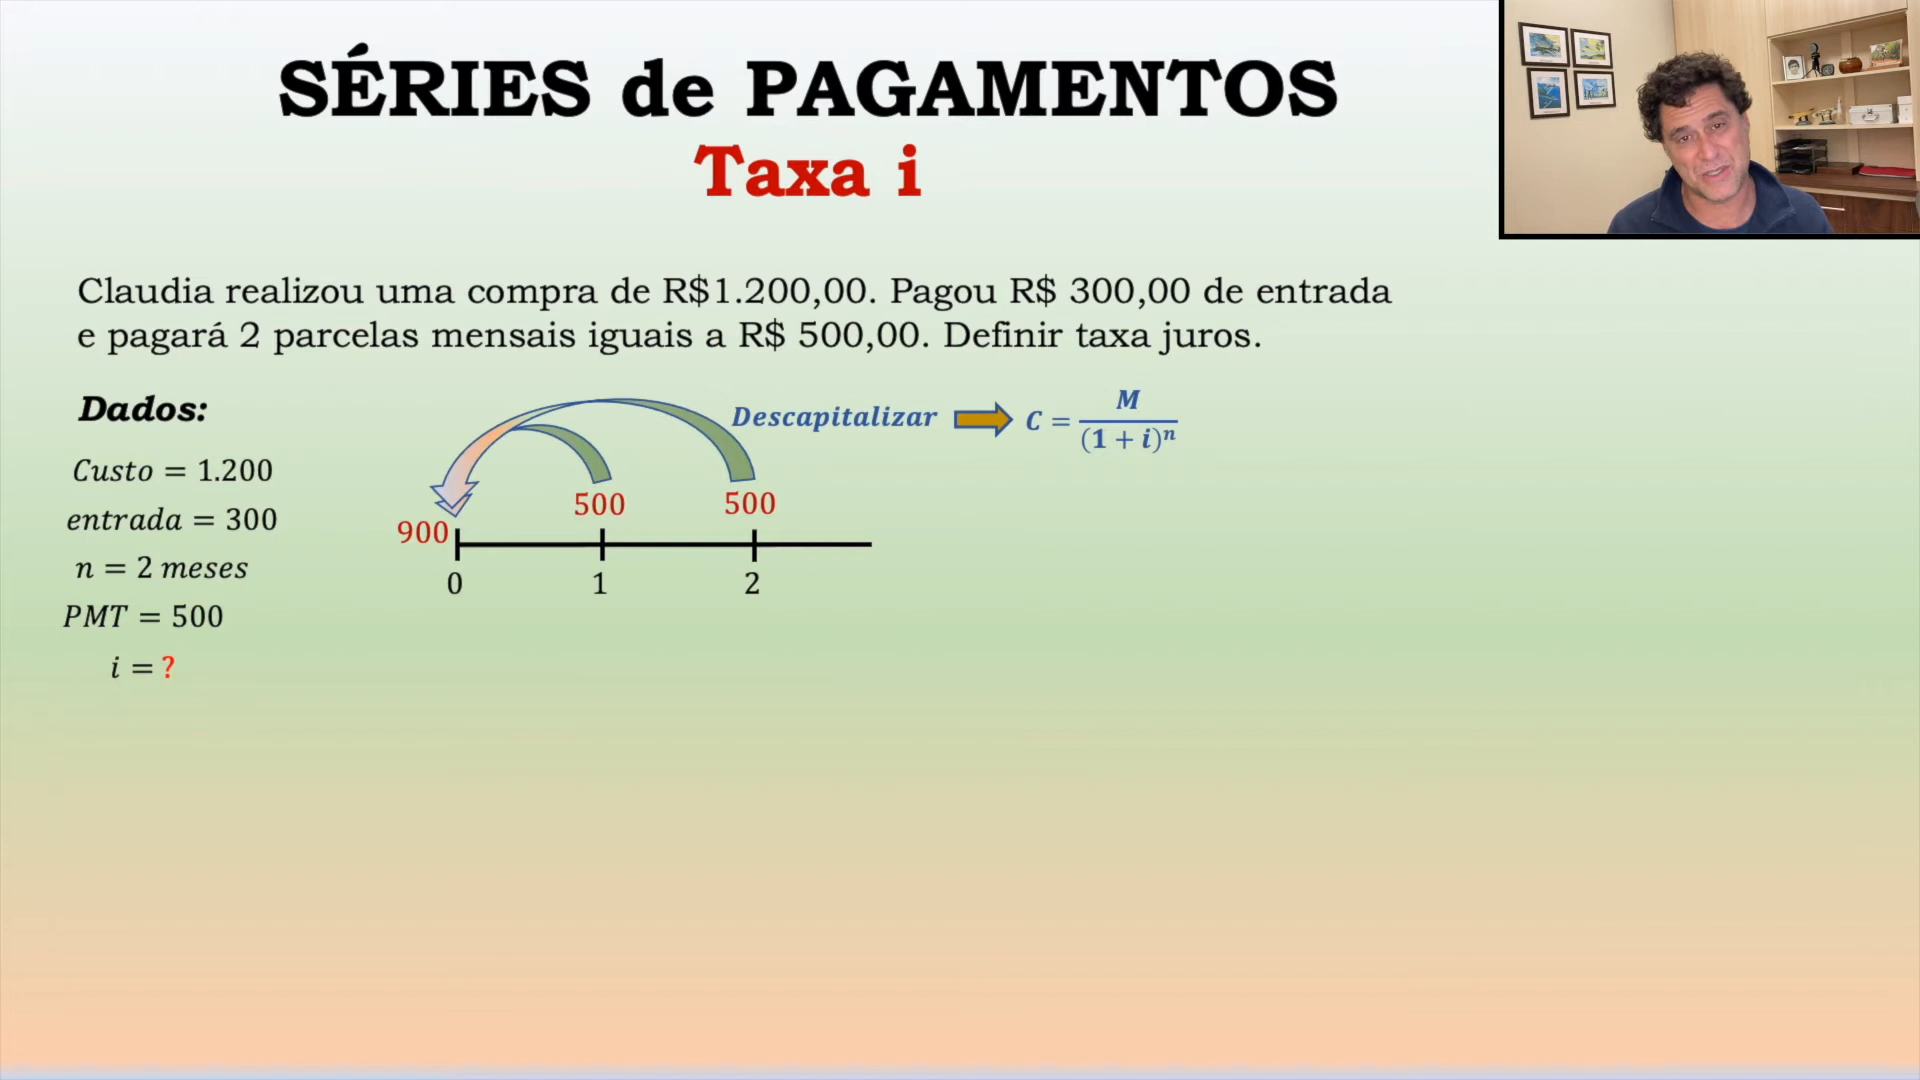 SÉRIES de PAGAMENTOS
Taxa i
Claudia realizou uma compra de R$1.200,00. Pagou R$ 300,00 de entrada
e pagará 2 parcelas mensais iguais a R$ 500,00. Definir taxa juros.
Dados:
Custo = 1.200
entrada = 300
n = 2 meses
PMT = 500
i = ?
Descapitalizar C = M / (1 + i)ⁿ
500 500
900
0 1 2